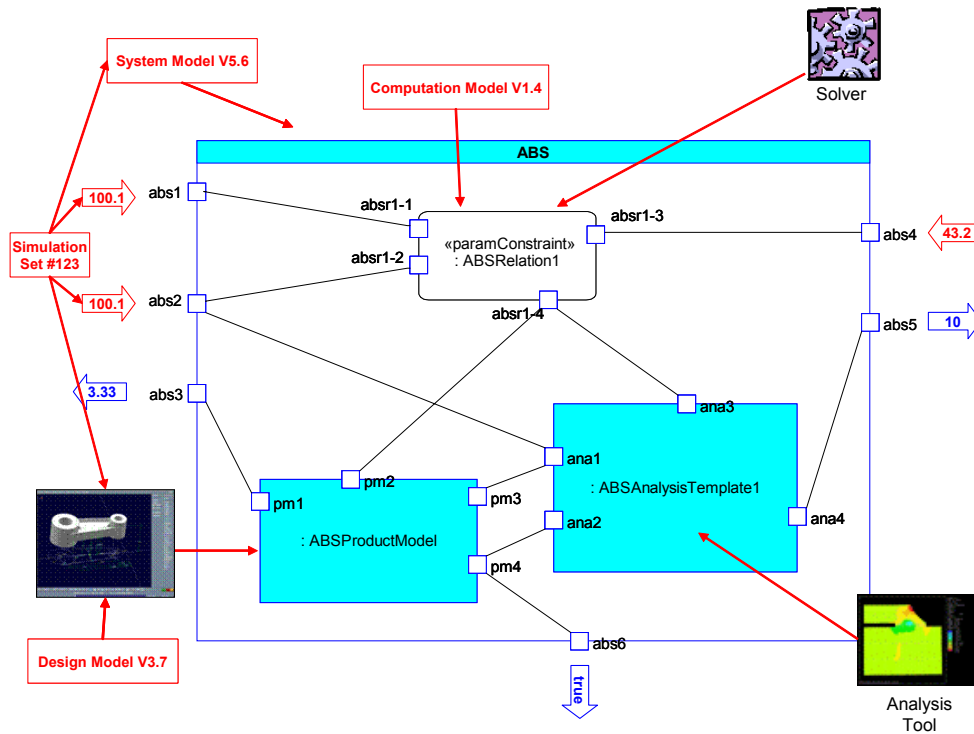 System Model V5.6
Computation Model V1.4
Solver
ABS
100.1
abs1
absr1-1
absr1-3
«paramConstraint»
: ABSRelation1
abs4
43.2
Simulation
Set #123
absr1-2
100.1
abs2
absr1-4
abs5
10
3.33
abs3
ana3
pm1
pm2
pm3
ana1
: ABSAnalysisTemplate1
ana2
ana4
: ABSProductModel
pm4
abs6
Design Model V3.7
true
Analysis
Tool